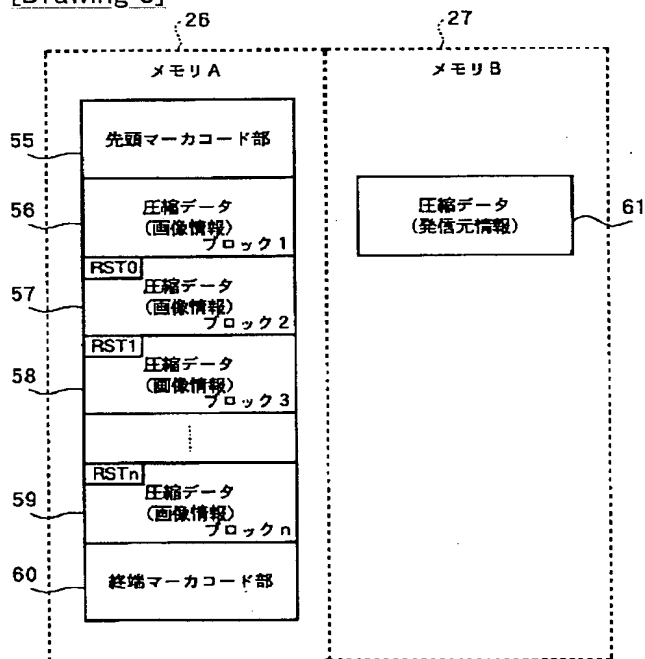 26
27
メモリA
メモリB
55
先頭マーカコード部
56
圧縮データ
(画像情報)
ブロック1
圧縮データ
(発信元情報)
61
57
RST0
圧縮データ
(画像情報)
ブロック2
58
RST1
圧縮データ
(画像情報)
ブロック3
59
RSTn
圧縮データ
(画像情報)
ブロックn
60
終端マーカコード部